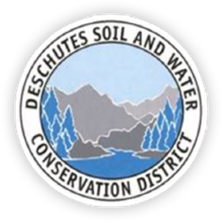 DESCHUTES SOIL AND WATER
CONSERVATION DISTRICT